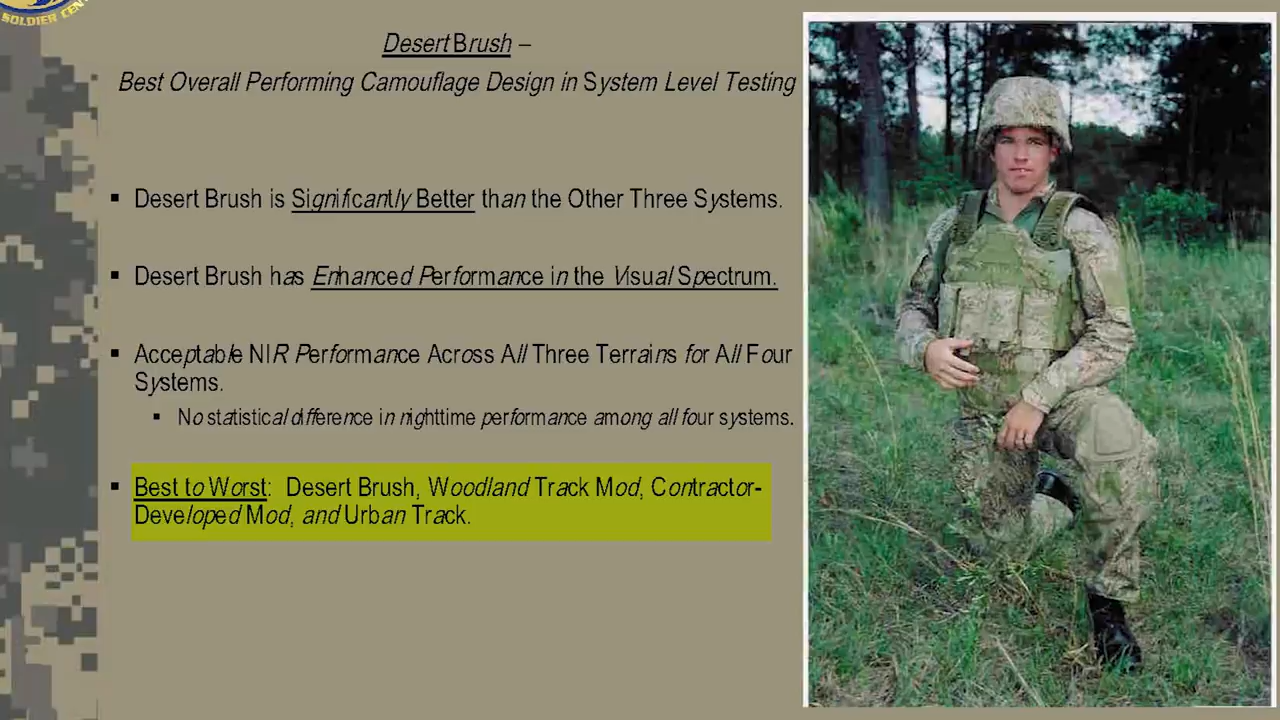 SOLDIER CEN
Desert Brush –
Best Overall Performing Camouflage Design in System Level Testing
▪ Desert Brush is Significantly Better than the Other Three Systems.
▪ Desert Brush has Enhanced Performance in the Visual Spectrum.
▪ Acceptable NIR Performance Across All Three Terrains for All Four
Systems.
▪ No statistical difference in nighttime performance among all four systems.
▪ Best to Worst: Desert Brush, Woodland Track Mod, Contractor-
Developed Mod, and Urban Track.